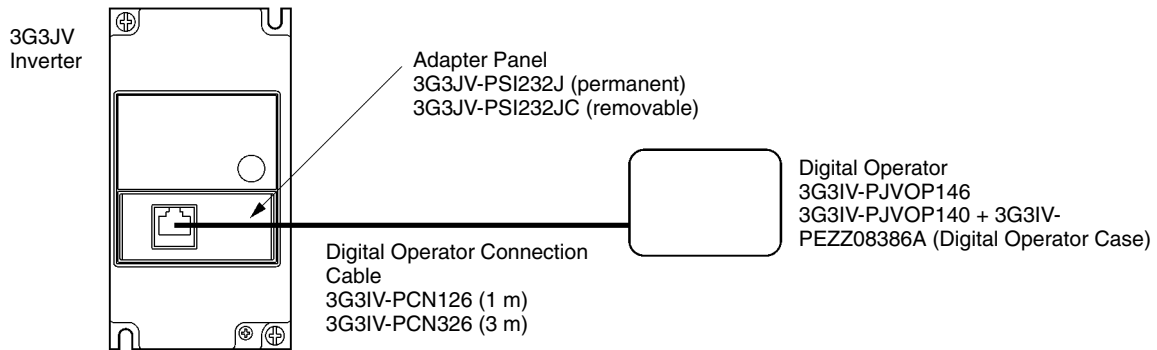 3G3JV
Inverter
Adapter Panel
3G3JV-PSI232J (permanent)
3G3JV-PSI232JC (removable)
Digital Operator
3G3IV-PJVOP146
3G3IV-PJVOP140 + 3G3IV-
PEZZ08386A (Digital Operator Case)
Digital Operator Connection
Cable
3G3IV-PCN126 (1 m)
3G3IV-PCN326 (3 m)